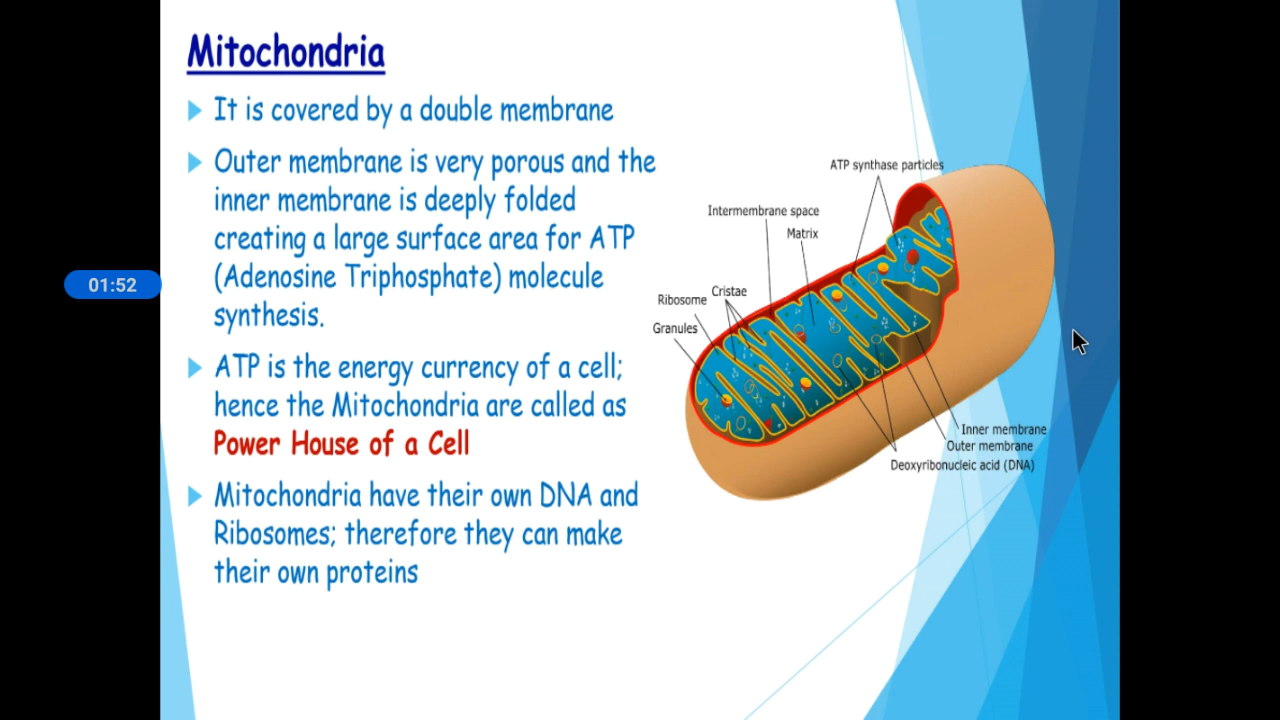 Mitochondria
It is covered by a double membrane
Outer membrane is very porous and the
inner membrane is deeply folded
creating a large surface area for ATP
(Adenosine Triphosphate) molecule
synthesis.
ATP is the energy currency of a cell;
hence the Mitochondria are called as
Power House of a Cell
Mitochondria have their own DNA and
Ribosomes; therefore they can make
their own proteins
01:52
ATP synthase particles
Intermembrane space
Matrix
Cristae
Ribosome
Granules
Inner membrane
Outer membrane
Deoxyribonucleic acid (DNA)